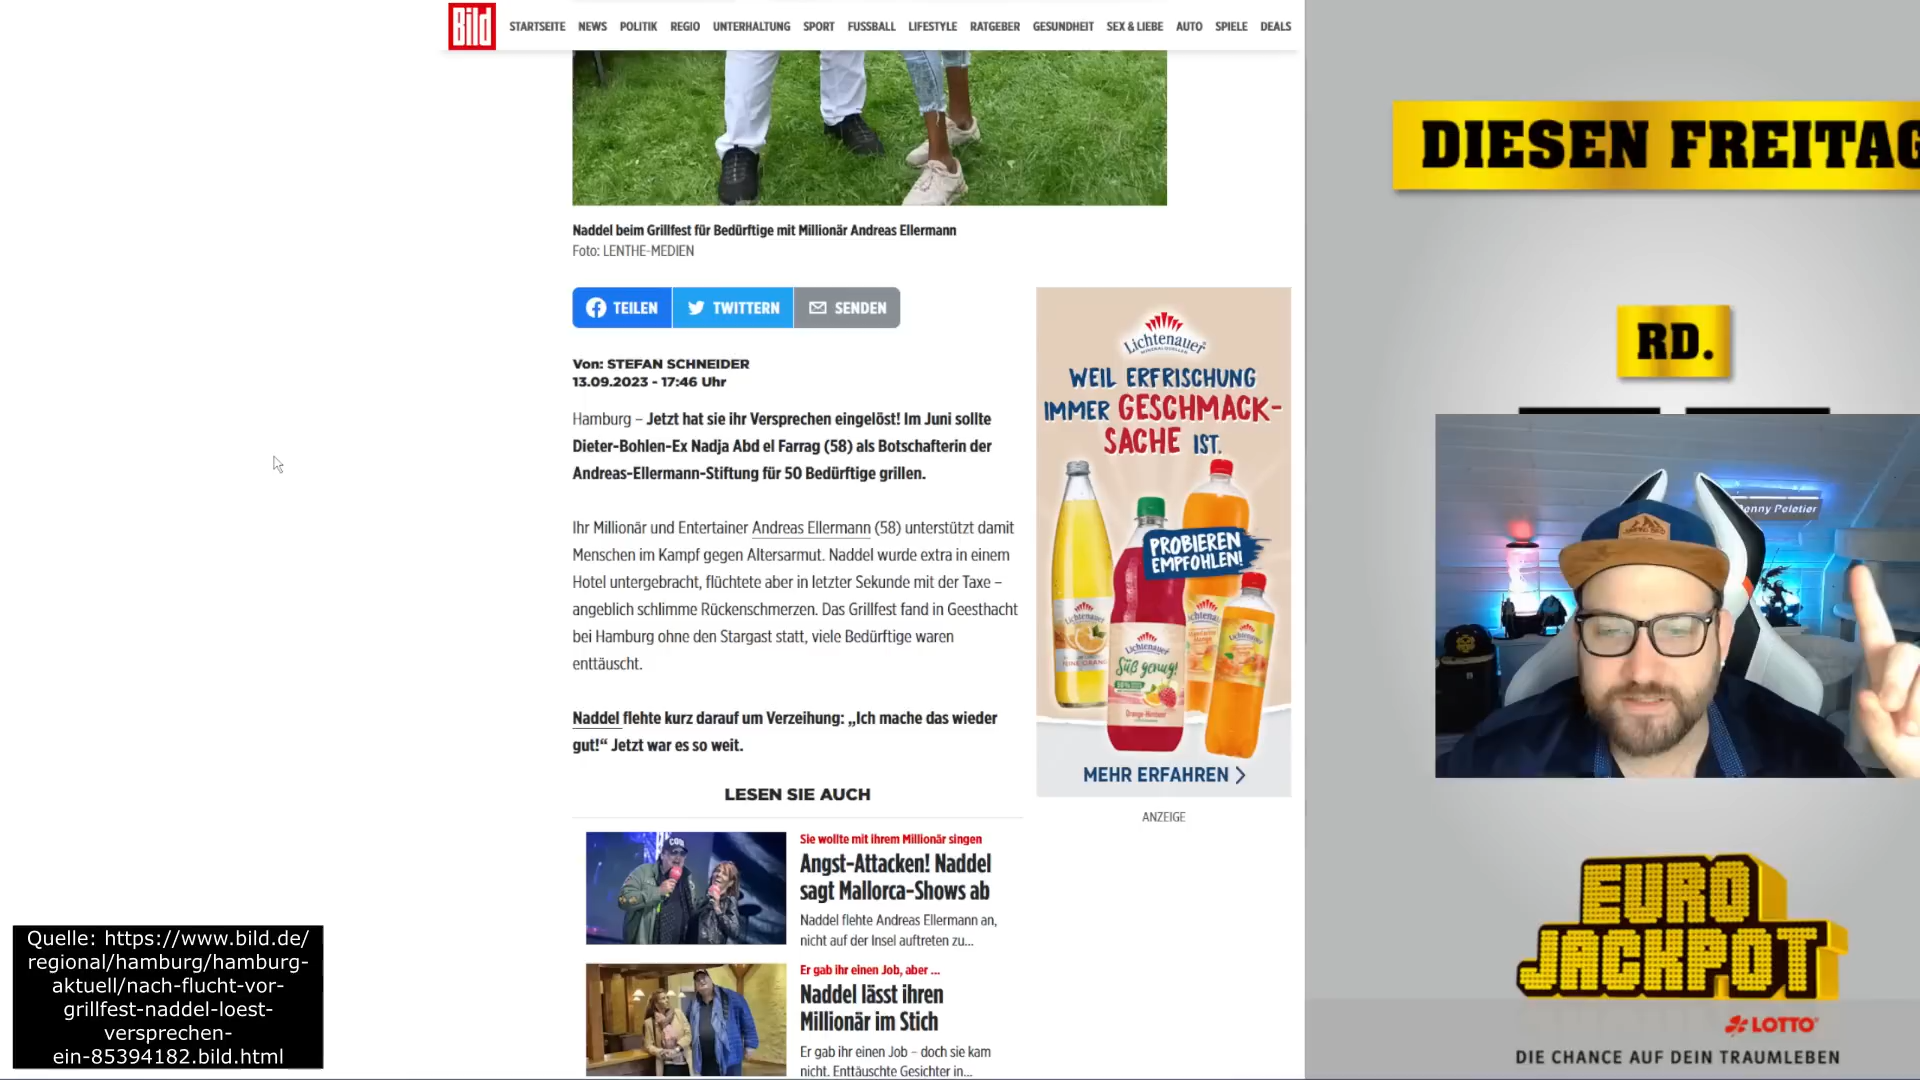 Bild
STARTSEITE NEWS POLITIK REGIO UNTERHALTUNG SPORT FUSSBALL LIFESTYLE RATGEBER GESUNDHEIT SEX & LIEBE AUTO SPIELE DEALS
Naddel beim Grillfest für Bedürftige mit Millionär Andreas Ellermann
Foto: LENTHE-MEDIEN
TEILEN TWITTERN SENDEN
Von: STEFAN SCHNEIDER
13.09.2023 - 17:46 Uhr
Hamburg – Jetzt hat sie ihr Versprechen eingelöst! Im Juni sollte
Dieter-Bohlen-Ex Nadja Abd el Farrag (58) als Botschafterin der
Andreas-Ellermann-Stiftung für 50 Bedürftige grillen.
Ihr Millionär und Entertainer Andreas Ellermann (58) unterstützt damit
Menschen im Kampf gegen Altersarmut. Naddel wurde extra in einem
Hotel untergebracht, flüchtete aber in letzter Sekunde mit der Taxe –
angeblich schlimme Rückenschmerzen. Das Grillfest fand in Geesthacht
bei Hamburg ohne den Stargast statt, viele Bedürftige waren
enttäuscht.
Naddel flehte kurz darauf um Verzeihung: „Ich mache das wieder
gut!“ Jetzt war es so weit.
LESEN SIE AUCH
Sie wollte mit ihrem Millionär singen
Angst-Attacken! Naddel
sagt Mallorca-Shows ab
Naddel flehte Andreas Ellermann an,
nicht auf der Insel auftreten zu...
Er gab ihr einen Job, aber ...
Naddel lässt ihren
Millionär im Stich
Er gab ihr einen Job – doch sie kam
nicht. Enttäuschte Gesichter in...
Lichtenauer
WEIL ERFRISCHUNG
IMMER GESCHMACK-
SACHE IST.
PROBIEREN
EMPFOHLEN!
Lichtenauer
Süß genug!
Orange-Himbeere
MEHR ERFAHREN
ANZEIGE
DIESEN FREITAG
RD.
Ronny Peletier
EURO
JACKPOT
LOTTO
DIE CHANCE AUF DEIN TRAUMLEBEN
Quelle: https://www.bild.de/
regional/hamburg/hamburg-
aktuell/nach-flucht-vor-
grillfest-naddel-loest-
versprechen-
ein-85394182.bild.html